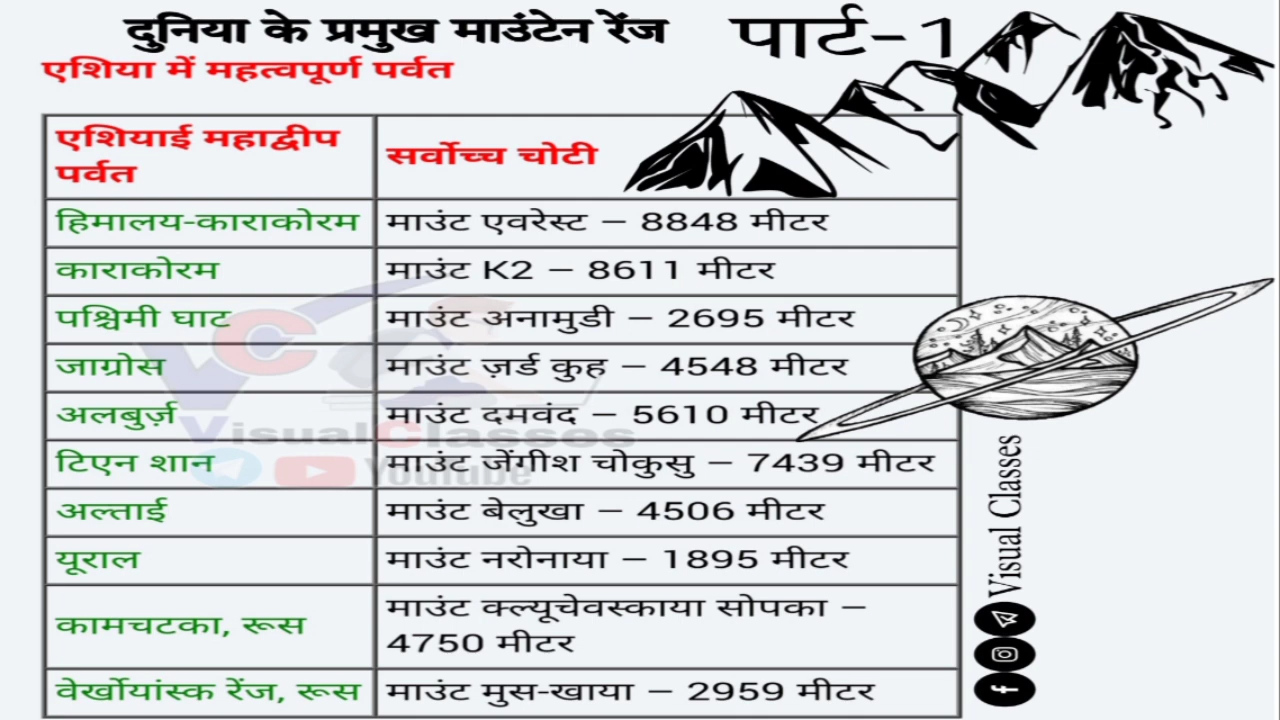 दुनिया के प्रमुख माउंटेन रेंज पार्ट-1
एशिया में महत्वपूर्ण पर्वत
एशियाई महाद्वीप पर्वत सर्वोच्च चोटी
हिमालय-काराकोरम माउंट एवरेस्ट – 8848 मीटर
काराकोरम माउंट K2 – 8611 मीटर
पश्चिमी घाट माउंट अनामुडी – 2695 मीटर
जाग्रोस माउंट ज़र्ड कुह – 4548 मीटर
अलबुर्ज़ माउंट दमवंद – 5610 मीटर
टिएन शान माउंट जेंगीश चोकुसु – 7439 मीटर
अल्ताई माउंट बेलुखा – 4506 मीटर
यूराल माउंट नरोनाया – 1895 मीटर
कामचटका, रूस माउंट क्ल्यूचेवस्काया सोपका –
4750 मीटर
वेर्खोयांस्क रेंज, रूस माउंट मुस-खाया – 2959 मीटर
VC
VisualClasses
YouTube
Visual Classes